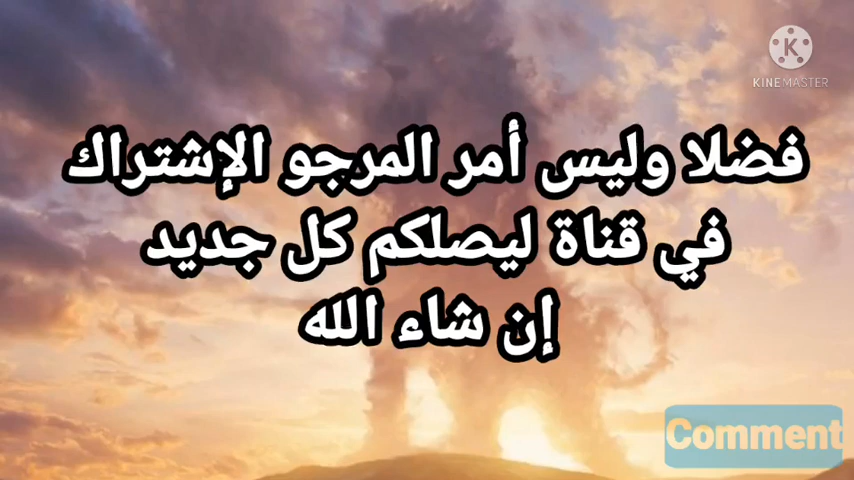 KINEMASTER
فضلا وليس أمر المرجو الإشتراك
في قناة ليصلكم كل جديد
إن شاء الله
Comment